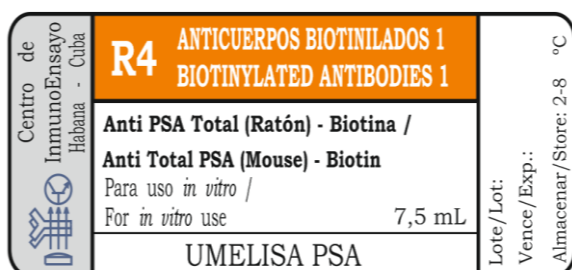 Centro de
InmunoEnsayo
Habana - Cuba
R4
ANTICUERPOS BIOTINILADOS 1
BIOTINYLATED ANTIBODIES 1
Anti PSA Total (Ratón) - Biotina /
Anti Total PSA (Mouse) - Biotin
Para uso in vitro /
For in vitro use 7,5 mL
UMELISA PSA
Lote/Lot:
Vence/Exp.:
Almacenar/Store: 2-8 ºC